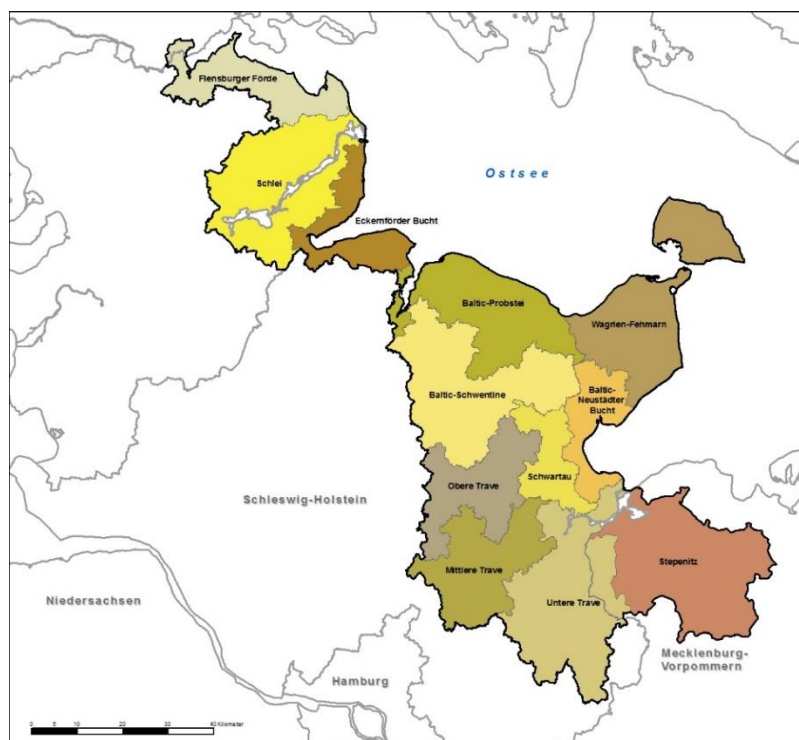 Flensburger Förde
Schlei
Ostsee
Eckernförder Bucht
Baltic-Probstei
Wagrien-Fehmarn
Baltic-Schwentine
Baltic-
Neustädter
Bucht
Schwartau
Obere Trave
Schleswig-Holstein
Mittlere Trave
Stepenitz
Untere Trave
Niedersachsen
Mecklenburg-
Vorpommern
Hamburg
0 5 10 20 30 40 Kilometer